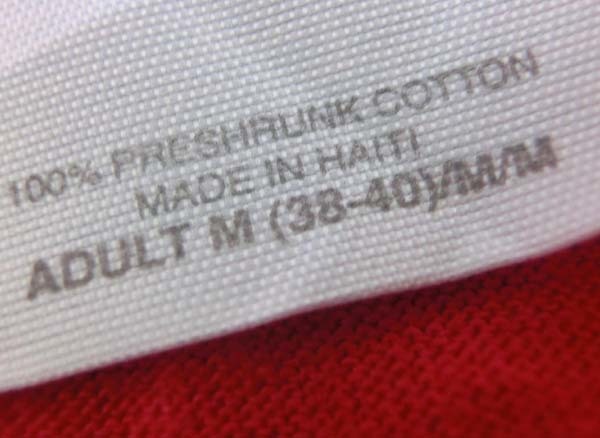 100% PRESHRUNK COTTON
MADE IN HAITI
ADULT M (38-40)/M/M